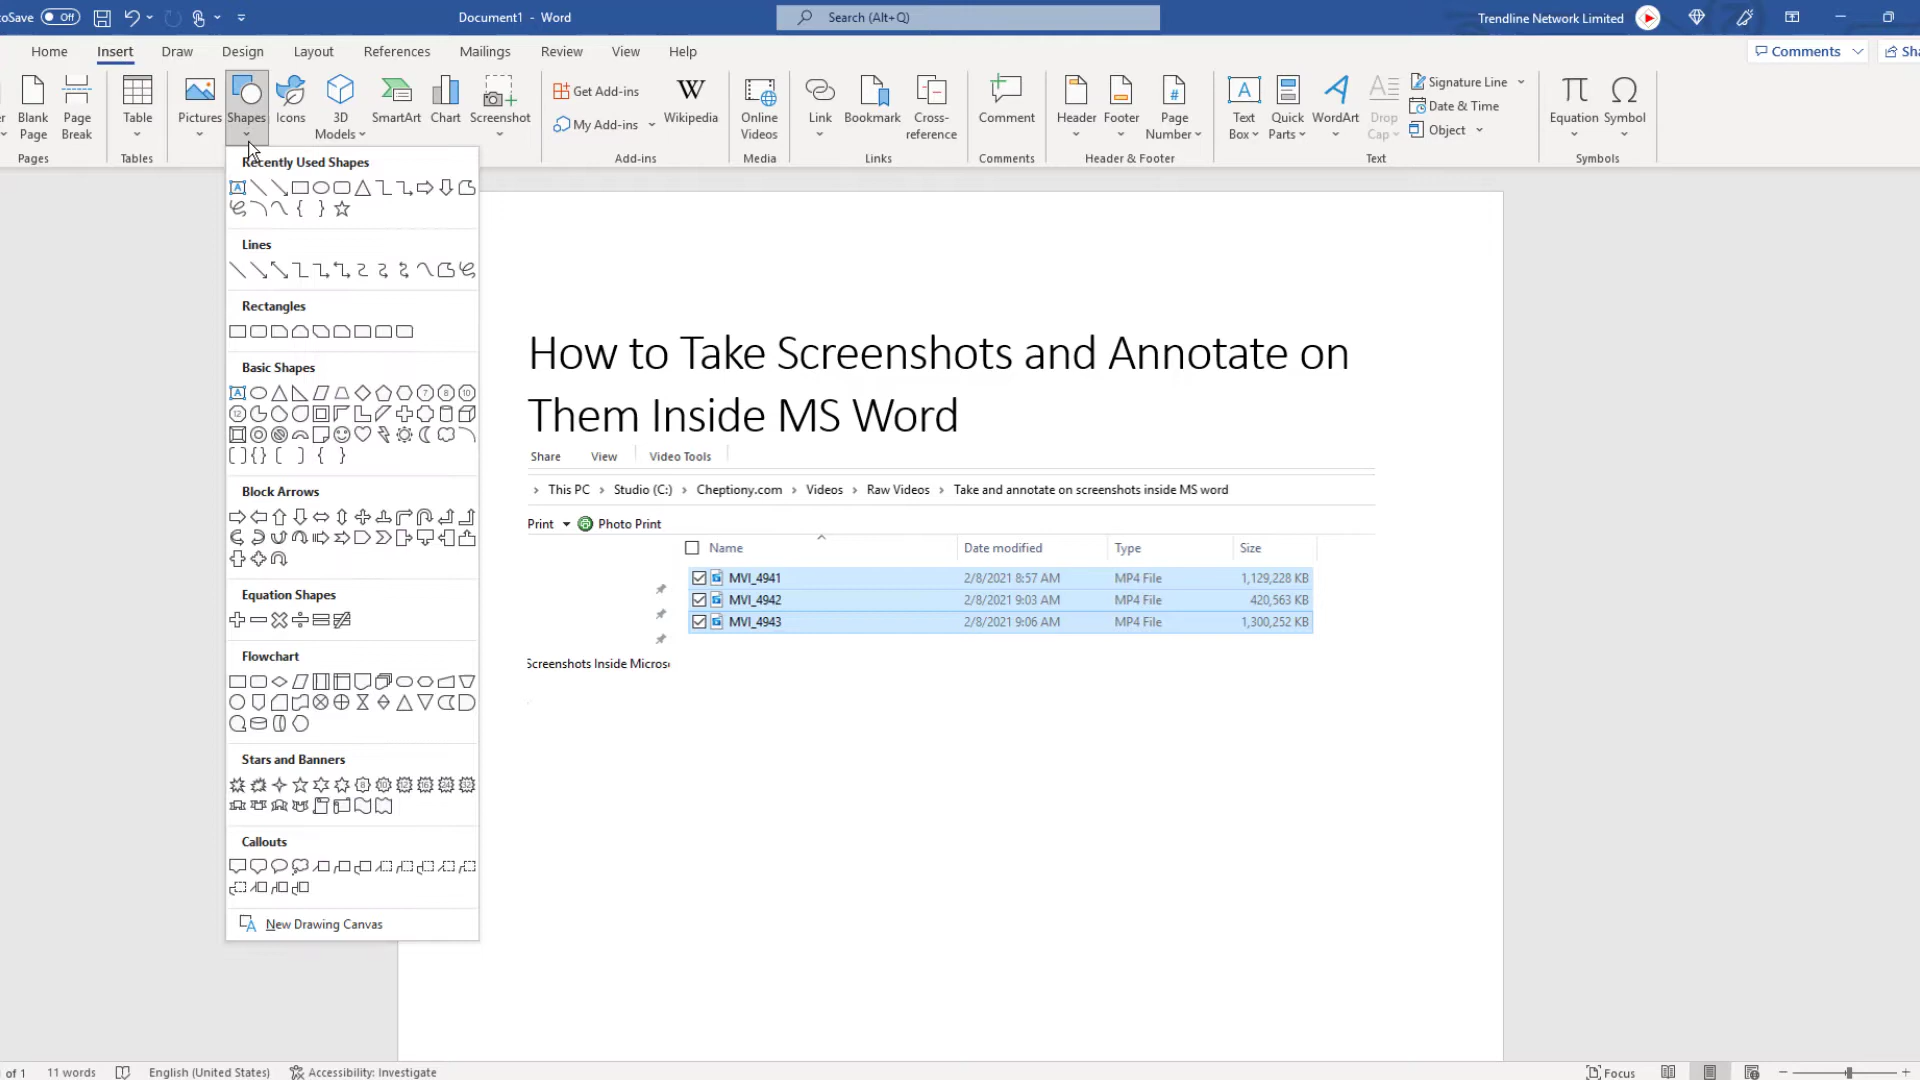 oSave Off Document1 - Word Search (Alt+Q) Trendline Network Limited
Home Insert Draw Design Layout References Mailings Review View Help Comments Sha
Blank Page
Page Break
Table
Pictures
Shapes
Icons
3D Models
SmartArt
Chart
Screenshot
Get Add-ins
My Add-ins
Wikipedia
Online Videos
Link
Bookmark
Cross-reference
Comment
Header
Footer
Page Number
Text Box
Quick Parts
WordArt
Drop Cap
Signature Line
Date & Time
Object
Equation
Symbol
Pages Tables Add-ins Media Links Comments Header & Footer Text Symbols
Recently Used Shapes
Lines
Rectangles
Basic Shapes
Block Arrows
Equation Shapes
Flowchart
Stars and Banners
Callouts
New Drawing Canvas
How to Take Screenshots and Annotate on
Them Inside MS Word
Share View Video Tools
This PC › Studio (C:) › Cheptiony.com › Videos › Raw Videos › Take and annotate on screenshots inside MS word
Print Photo Print
Name Date modified Type Size
MVI_4941 2/8/2021 8:57 AM MP4 File 1,129,228 KB
MVI_4942 2/8/2021 9:03 AM MP4 File 420,563 KB
MVI_4943 2/8/2021 9:06 AM MP4 File 1,300,252 KB
Screenshots Inside Micros
of 1 11 words English (United States) Accessibility: Investigate Focus